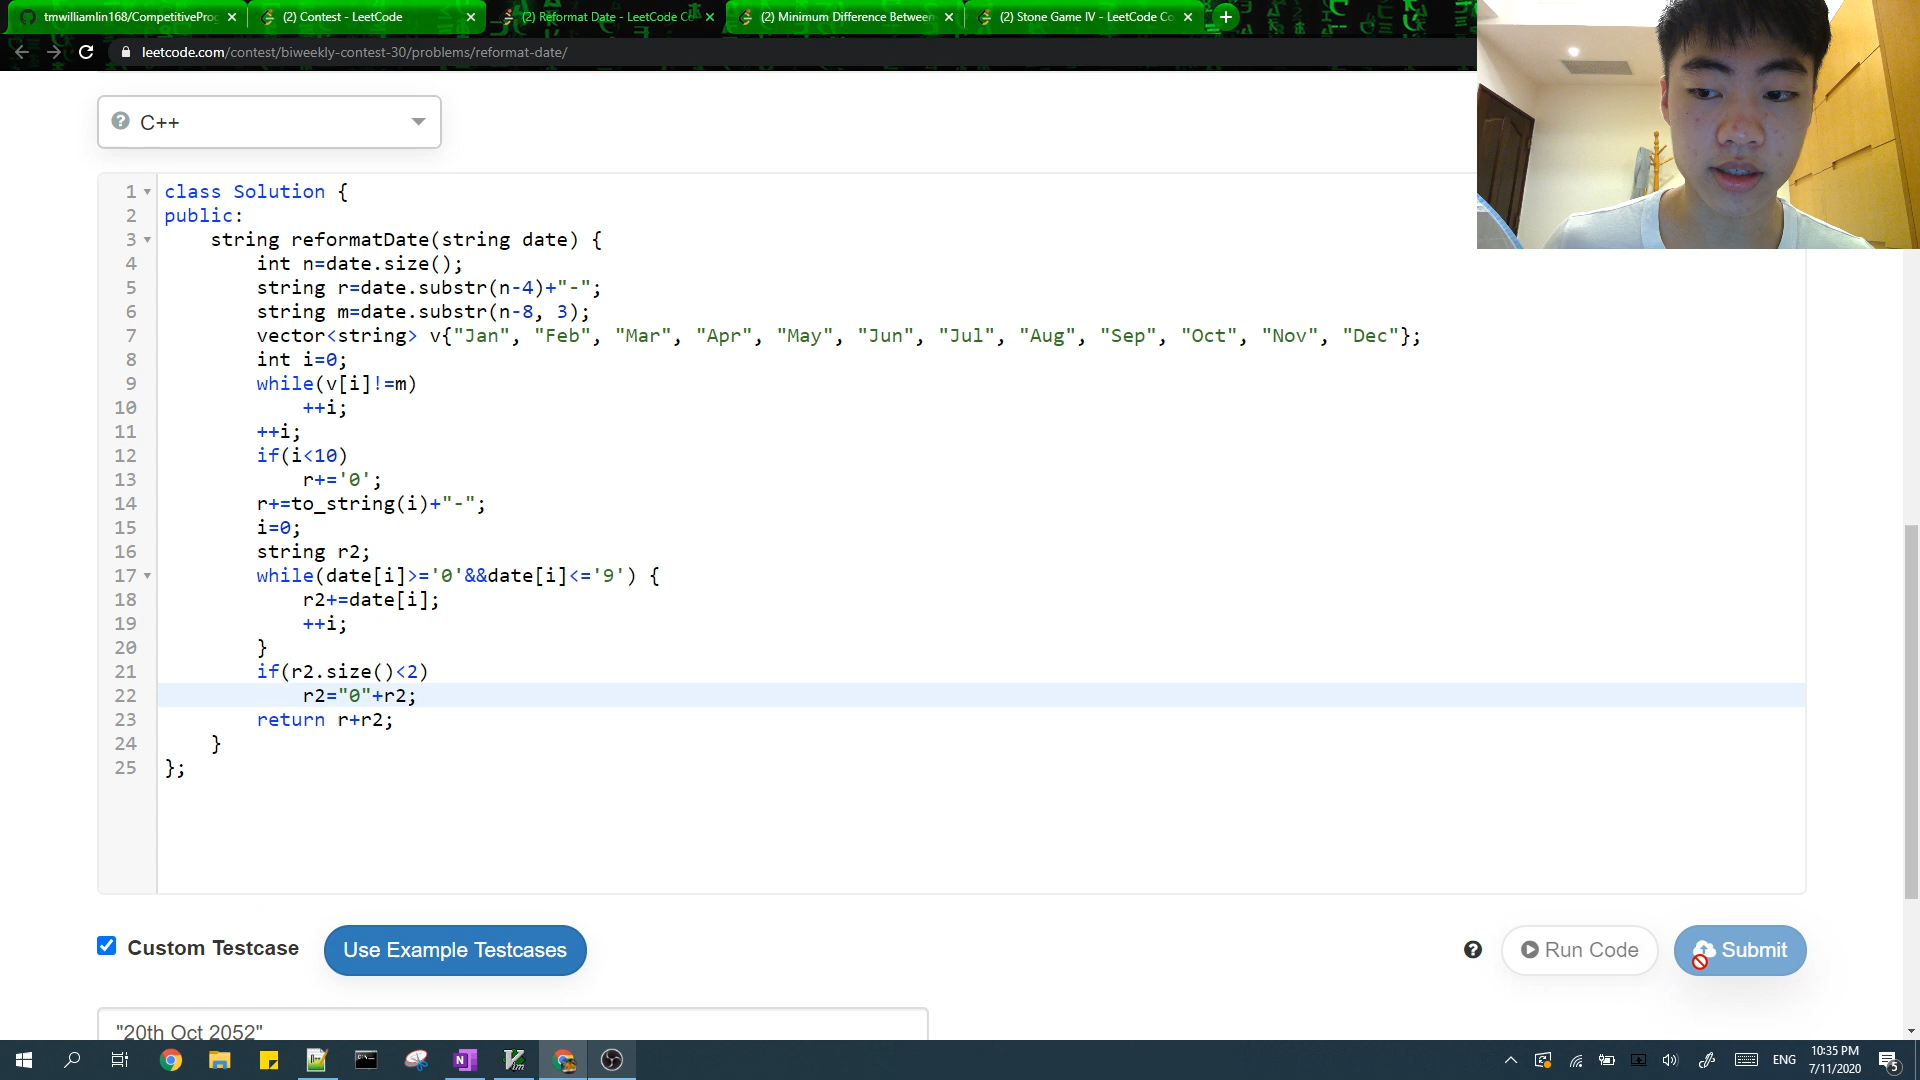 tmwilliamlin168/CompetitiveProg
(2) Contest - LeetCode
(2) Reformat Date - LeetCode Co
(2) Minimum Difference Between
(2) Stone Game IV - LeetCode Co
leetcode.com/contest/biweekly-contest-30/problems/reformat-date/
C++
1 class Solution {
2 public:
3 string reformatDate(string date) {
4 int n=date.size();
5 string r=date.substr(n-4)+"-";
6 string m=date.substr(n-8, 3);
7 vector<string> v{"Jan", "Feb", "Mar", "Apr", "May", "Jun", "Jul", "Aug", "Sep", "Oct", "Nov", "Dec"};
8 int i=0;
9 while(v[i]!=m)
10 ++i;
11 ++i;
12 if(i<10)
13 r+='0';
14 r+=to_string(i)+"-";
15 i=0;
16 string r2;
17 while(date[i]>='0'&&date[i]<='9') {
18 r2+=date[i];
19 ++i;
20 }
21 if(r2.size()<2)
22 r2="0"+r2;
23 return r+r2;
24 }
25 };
Custom Testcase
Use Example Testcases
Run Code
Submit
"20th Oct 2052"
ENG
10:35 PM
7/11/2020
5